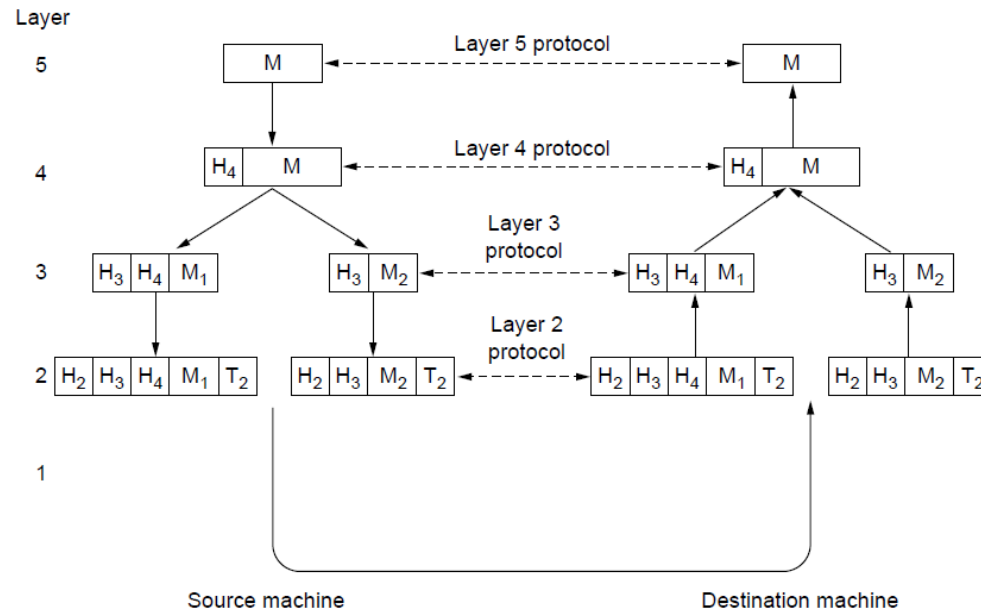 Layer
5 M Layer 5 protocol M
4 H4 M Layer 4 protocol H4 M
Layer 3
protocol
3 H3 H4 M1 H3 M2 H3 H4 M1 H3 M2
Layer 2
protocol
2 H2 H3 H4 M1 T2 H2 H3 M2 T2 H2 H3 H4 M1 T2 H2 H3 M2 T2
1
Source machine Destination machine